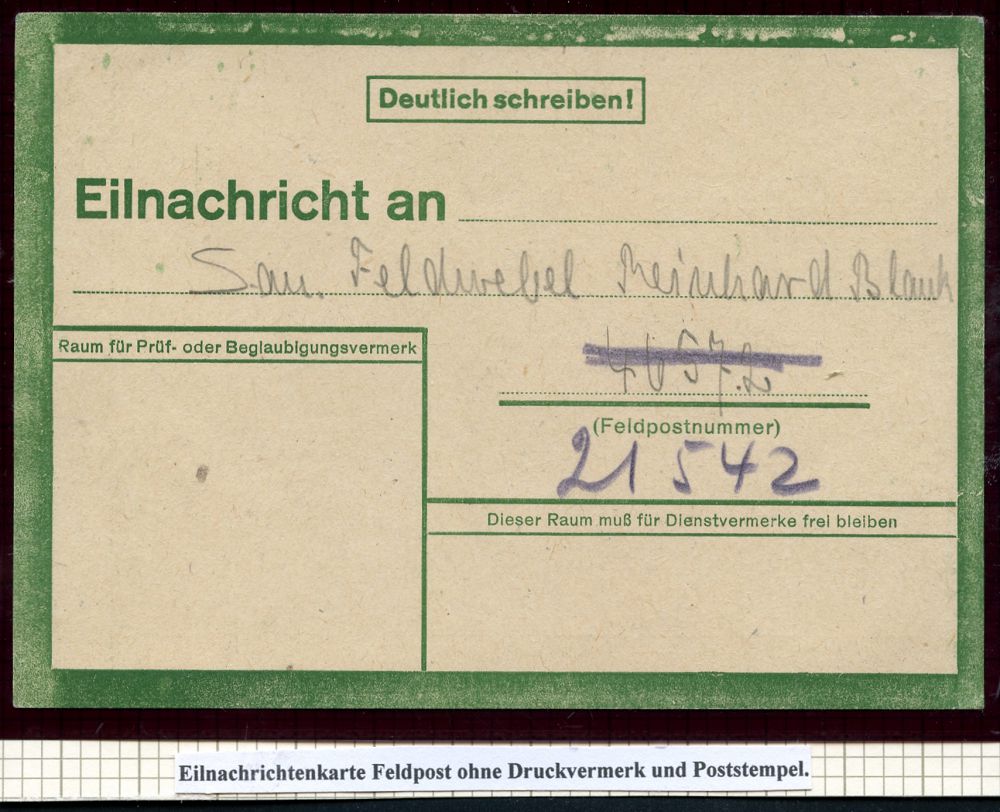 Deutlich schreiben!
Eilnachricht an
San. Feldwebel Reinhard Blank
Raum für Prüf- oder Beglaubigungsvermerk
(Feldpostnummer)
21542
Dieser Raum muß für Dienstvermerke frei bleiben
Eilnachrichtenkarte Feldpost ohne Druckvermerk und Poststempel.